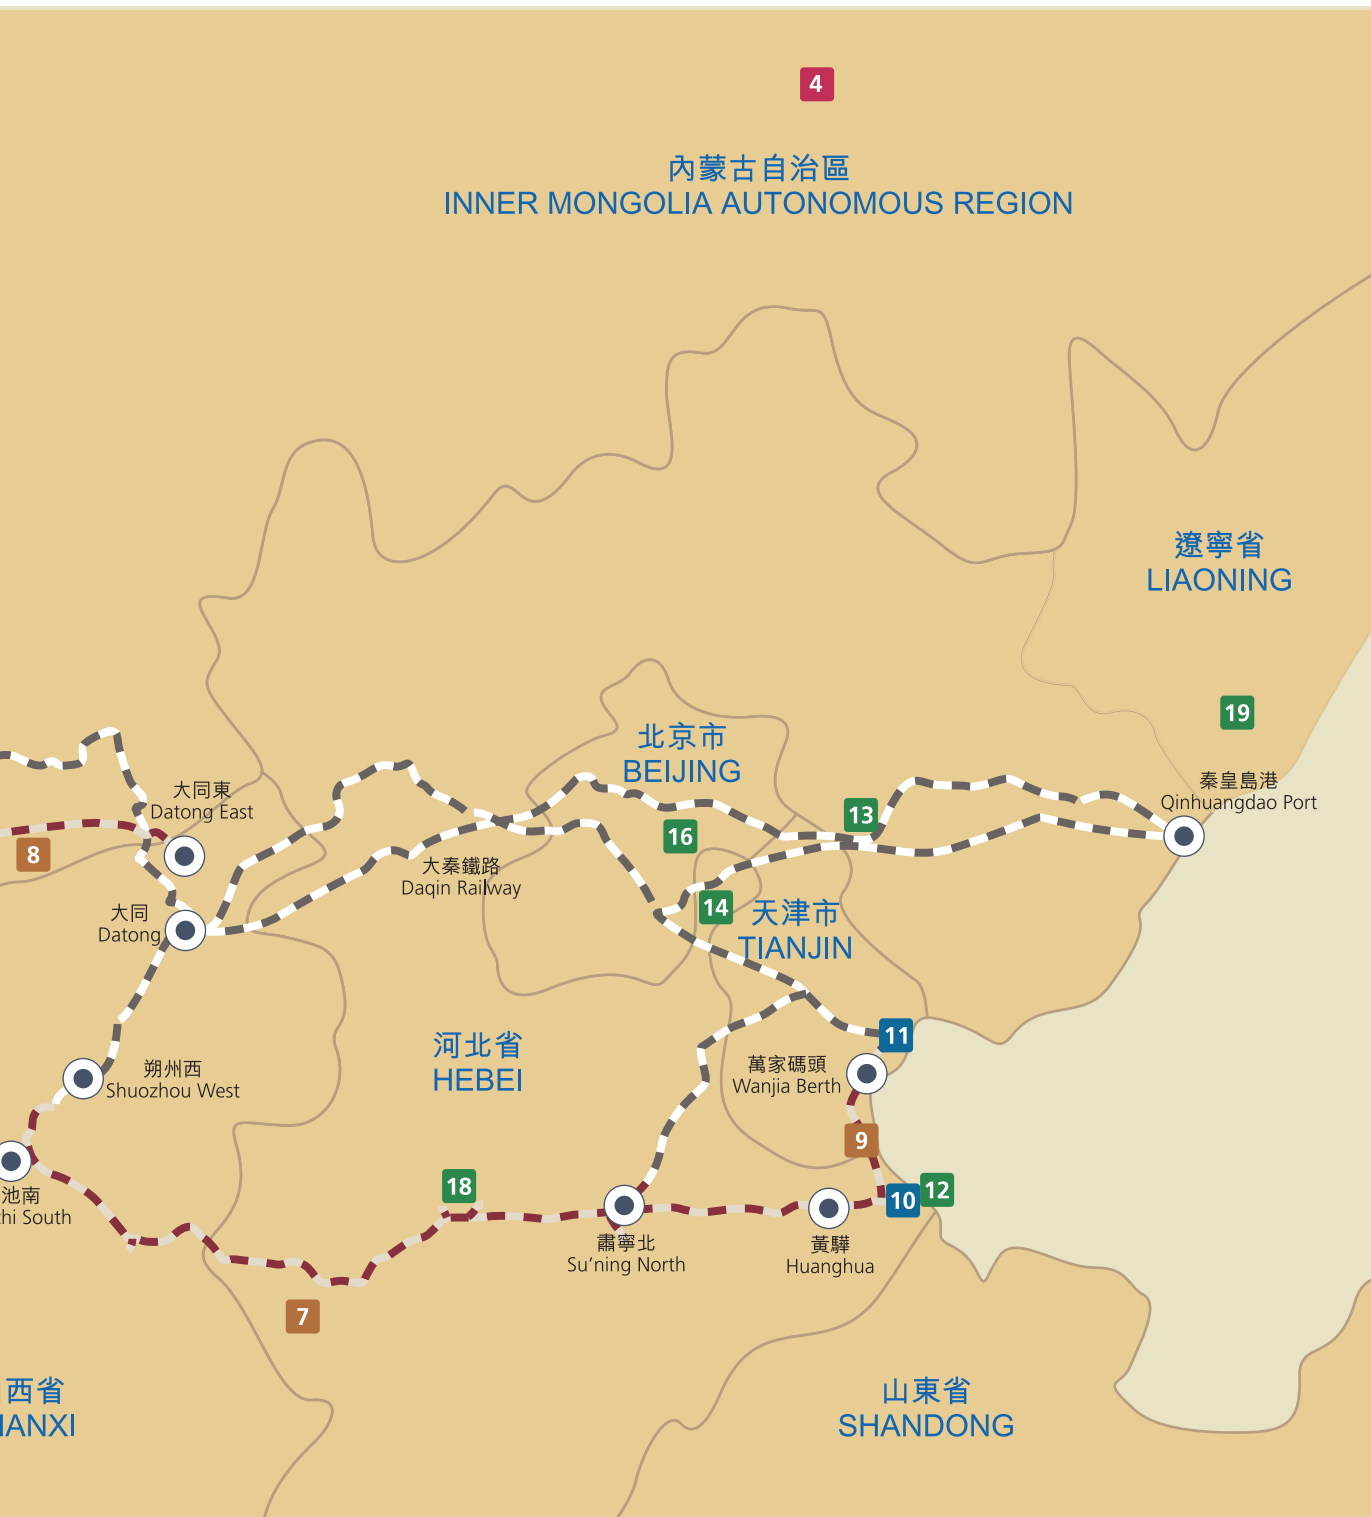 4
內蒙古自治區
INNER MONGOLIA AUTONOMOUS REGION
遼寧省
LIAONING
19
北京市
BEIJING
秦皇島港
Qinhuangdao Port
大同東
Datong East
13
16
8
大秦鐵路
Daqin Railway
14
大同
Datong
天津市
TIANJIN
11
河北省
HEBEI
萬家碼頭
Wanjia Berth
朔州西
Shuozhou West
9
18
12
10
池南
hi South
肅寧北
Su'ning North
黃驊
Huanghua
7
西省
ANXI
山東省
SHANDONG